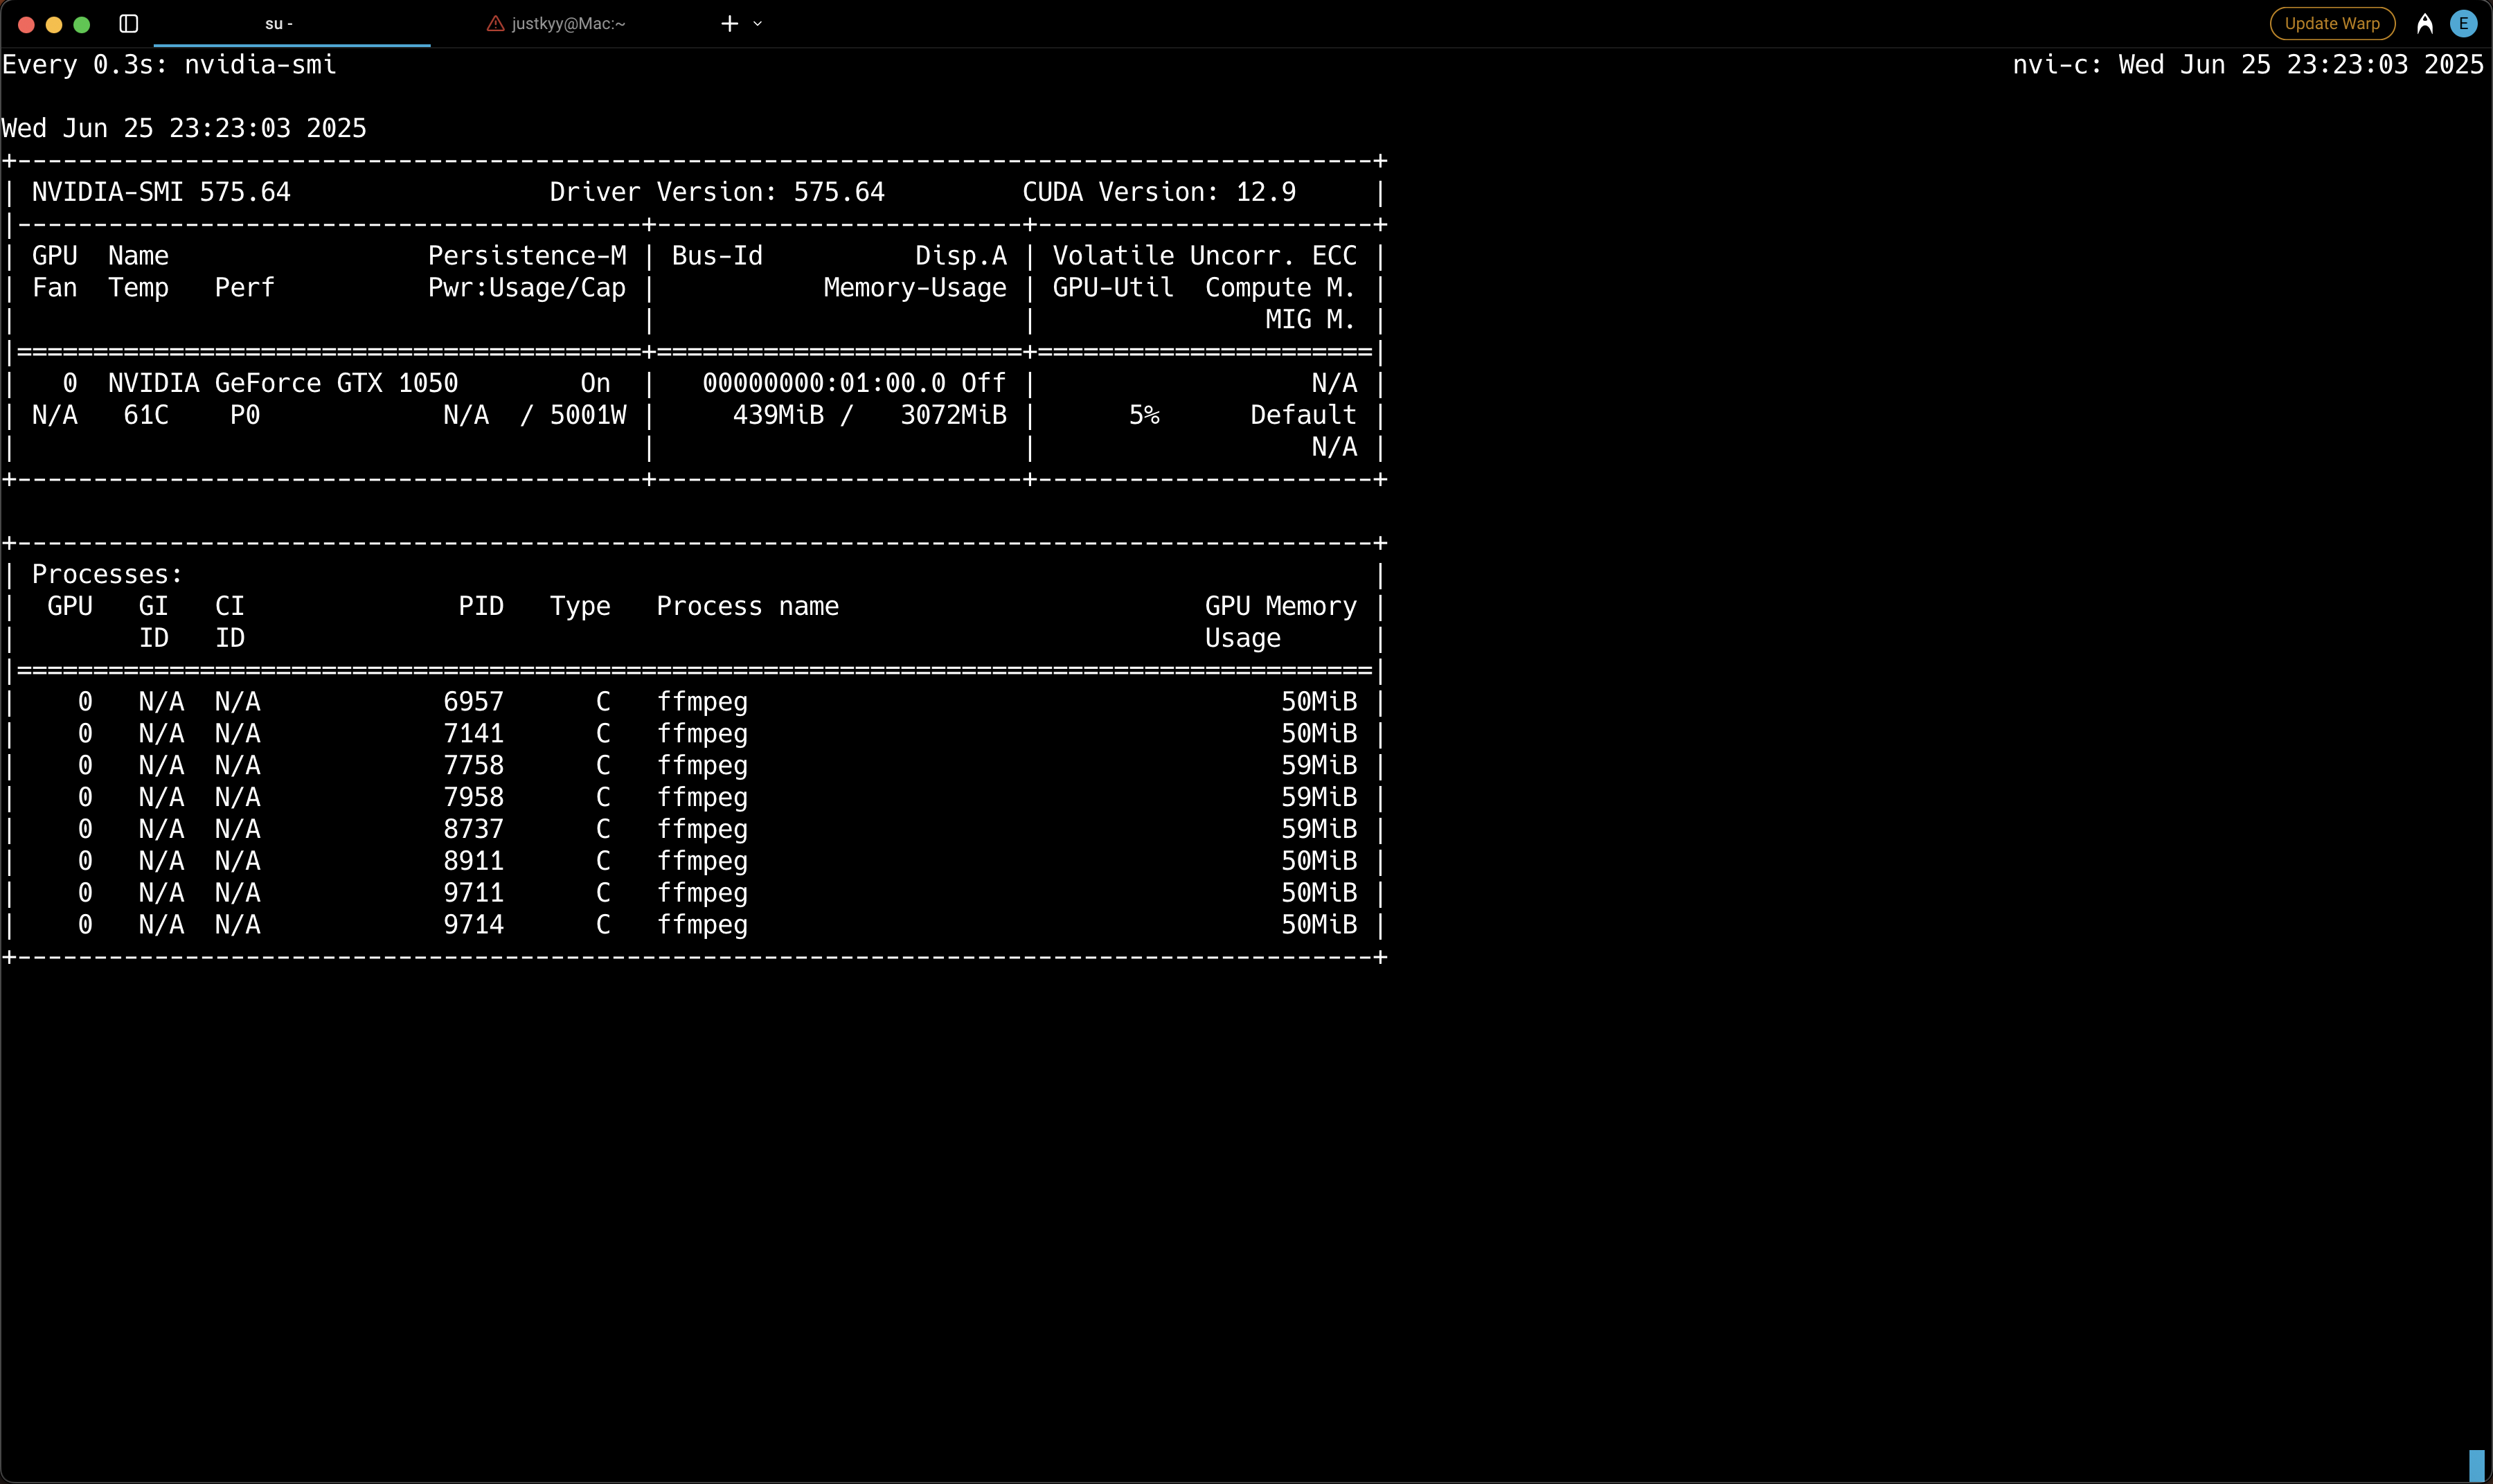 su -
justkyy@Mac:~
Update Warp
E
Every 0.3s: nvidia-smi nvi-c: Wed Jun 25 23:23:03 2025
Wed Jun 25 23:23:03 2025
+-----------------------------------------------------------------------------------------+
| NVIDIA-SMI 575.64                 Driver Version: 575.64         CUDA Version: 12.9     |
|-----------------------------------------+------------------------+----------------------+
| GPU  Name                 Persistence-M | Bus-Id          Disp.A | Volatile Uncorr. ECC |
| Fan  Temp   Perf          Pwr:Usage/Cap |           Memory-Usage | GPU-Util  Compute M. |
|                                         |                        |               MIG M. |
|=========================================+========================+======================|
|   0  NVIDIA GeForce GTX 1050        On  |   00000000:01:00.0 Off |                  N/A |
| N/A   61C    P0            N/A  / 5001W |     439MiB /   3072MiB |      5%      Default |
|                                         |                        |                  N/A |
+-----------------------------------------+------------------------+----------------------+
+-----------------------------------------------------------------------------------------+
| Processes:                                                                              |
|  GPU   GI   CI              PID   Type   Process name                        GPU Memory |
|        ID   ID                                                               Usage      |
|=========================================================================================|
|    0   N/A  N/A            6957      C   ffmpeg                                   50MiB |
|    0   N/A  N/A            7141      C   ffmpeg                                   50MiB |
|    0   N/A  N/A            7758      C   ffmpeg                                   59MiB |
|    0   N/A  N/A            7958      C   ffmpeg                                   59MiB |
|    0   N/A  N/A            8737      C   ffmpeg                                   59MiB |
|    0   N/A  N/A            8911      C   ffmpeg                                   50MiB |
|    0   N/A  N/A            9711      C   ffmpeg                                   50MiB |
|    0   N/A  N/A            9714      C   ffmpeg                                   50MiB |
+-----------------------------------------------------------------------------------------+